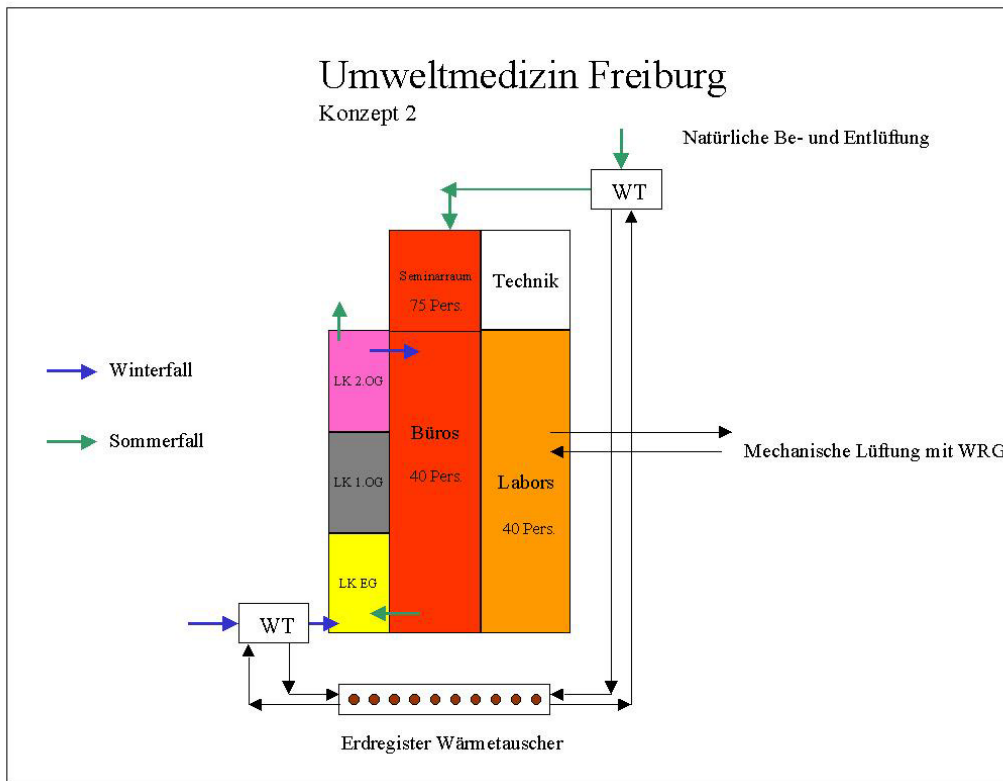 Umweltmedizin Freiburg
Konzept 2
Natürliche Be- und Entlüftung
WT
Seminarraum
75 Pers.
Technik
Winterfall
LK 2.OG
Sommerfall
Büros
40 Pers.
LK 1.OG
Mechanische Lüftung mit WRG
Labors
40 Pers.
LK EG
WT
Erdregister Wärmetauscher